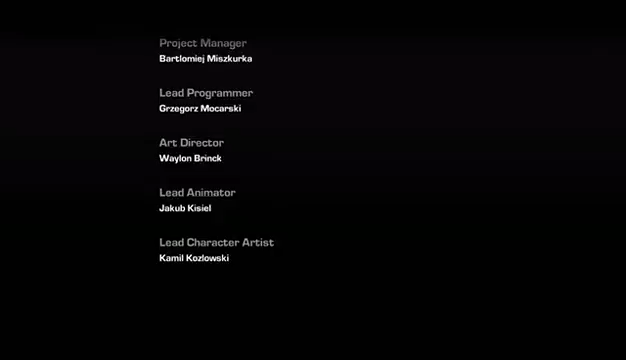 Project Manager
Bartlomiej Miszkurka
Lead Programmer
Grzegorz Mocarski
Art Director
Waylon Brinck
Lead Animator
Jakub Kisiel
Lead Character Artist
Kamil Kozlowski